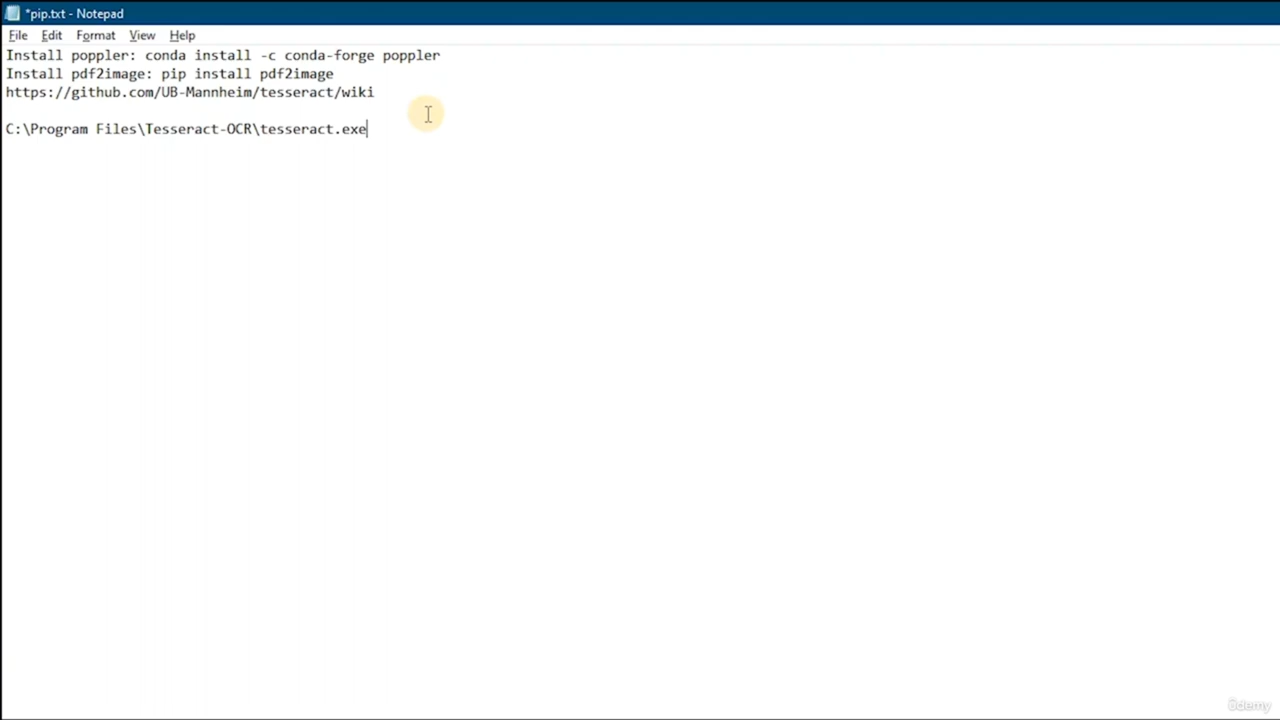 *pip.txt - Notepad
File Edit Format View Help
Install poppler: conda install -c conda-forge poppler
Install pdf2image: pip install pdf2image
https://github.com/UB-Mannheim/tesseract/wiki
C:\Program Files\Tesseract-OCR\tesseract.exe
ûdemy